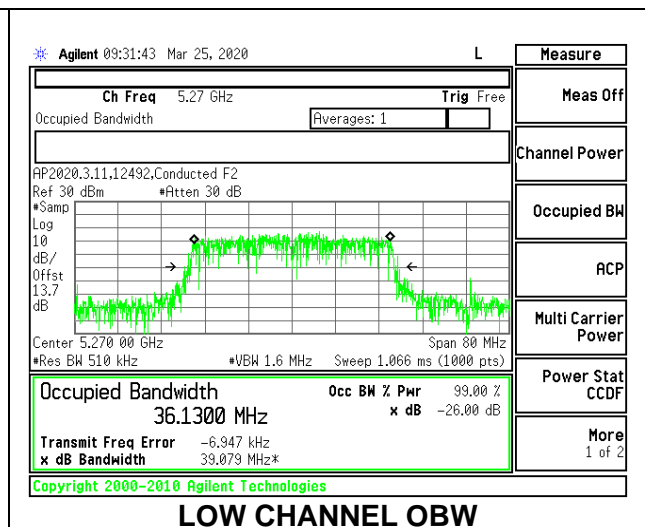 Agilent 09:31:43 Mar 25, 2020 L
Measure
Ch Freq 5.27 GHz Trig Free
Meas Off
Occupied Bandwidth Averages: 1
Channel Power
AP2020.3.11,12492,Conducted F2
Ref 30 dBm #Atten 30 dB
#Samp
Log
10
dB/
Offst
13.7
dB
Occupied BW
ACP
Multi Carrier
Power
Center 5.270 00 GHz Span 80 MHz
#Res BW 510 kHz #VBW 1.6 MHz Sweep 1.066 ms (1000 pts)
Power Stat
CCDF
Occupied Bandwidth Occ BW % Pwr 99.00 %
36.1300 MHz x dB -26.00 dB
Transmit Freq Error -6.947 kHz
x dB Bandwidth 39.079 MHz*
More
1 of 2
Copyright 2000-2010 Agilent Technologies
LOW CHANNEL OBW